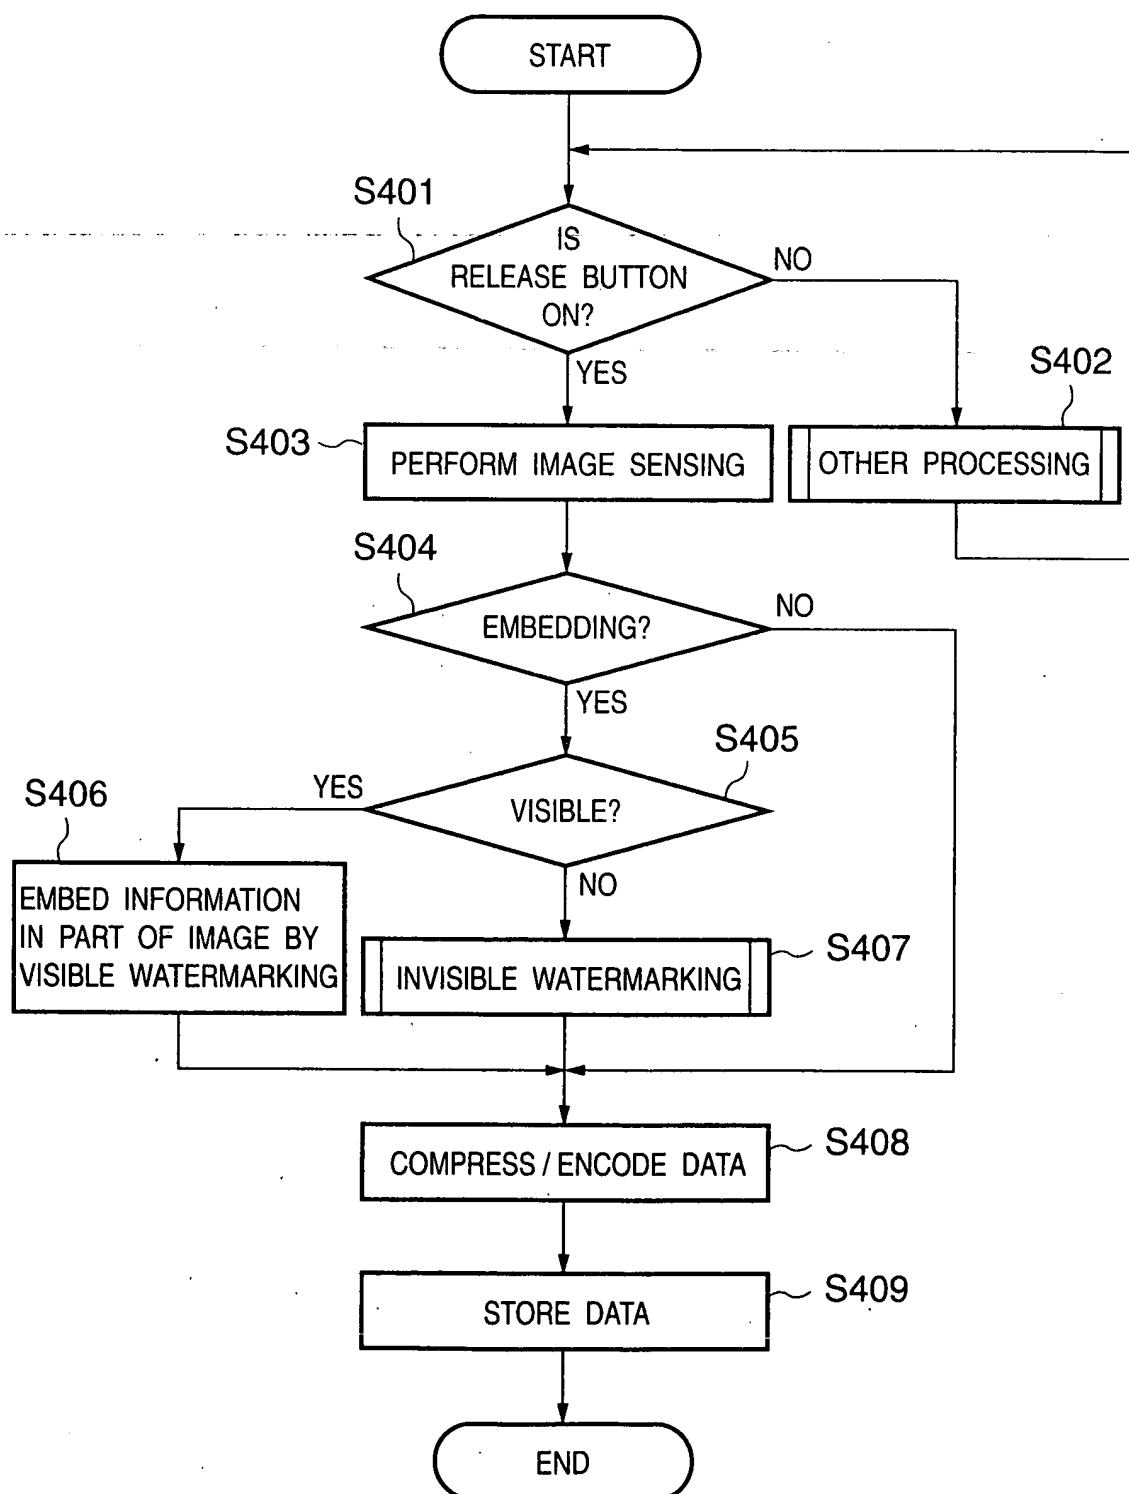 START
S401
IS
RELEASE BUTTON
ON?
NO
YES
S402
S403
PERFORM IMAGE SENSING
OTHER PROCESSING
S404
EMBEDDING?
NO
YES
S405
VISIBLE?
YES
NO
S406
EMBED INFORMATION
IN PART OF IMAGE BY
VISIBLE WATERMARKING
S407
INVISIBLE WATERMARKING
S408
COMPRESS / ENCODE DATA
S409
STORE DATA
END